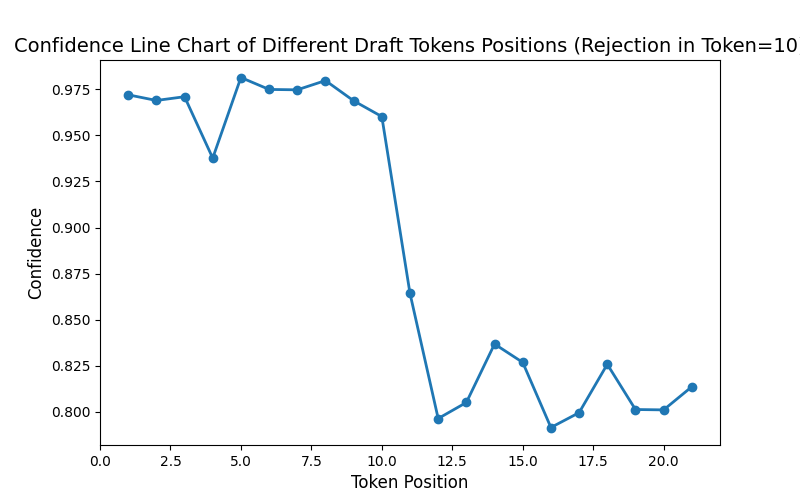 Confidence Line Chart of Different Draft Tokens Positions (Rejection in Token=10
0.975
0.950
0.925
0.900
0.875
0.850
0.825
0.800
Confidence
0.0 2.5 5.0 7.5 10.0 12.5 15.0 17.5 20.0
Token Position